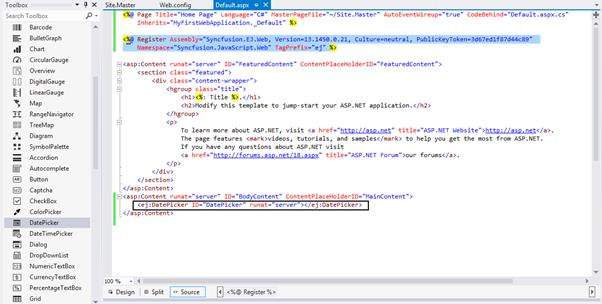 Toolbox
Site.Master
Web.config
Default.aspx
Barcode
BulletGraph
Chart
CircularGauge
DigitalGauge
LinearGauge
Map
RangeNavigator
TreeMap
Diagram
SymbolPalette
Accordion
Autocomplete
Button
Captcha
CheckBox
ColorPicker
DatePicker
DateTimePicker
Dialog
DropDownList
NumericTextBox
CurrencyTextBox
PercentageTextBox
Grid
<%@ Page Title="Home Page" Language="C#" MasterPageFile="~/Site.Master" AutoEventWireup="true" CodeBehind="Default.aspx.cs"
Inherits="MyFirstWebApplication._Default" %>
<%@ Register Assembly="Syncfusion.EJ.Web, Version=13.1450.0.21, Culture=neutral, PublicKeyToken=3d67ed1f87d44c89"
Namespace="Syncfusion.JavaScript.Web" TagPrefix="ej" %>
<asp:Content runat="server" ID="FeaturedContent" ContentPlaceHolderID="FeaturedContent">
<section class="featured">
<div class="content-wrapper">
<hgroup class="title">
<h1><%: Title %>.</h1>
<h2>Modify this template to jump-start your ASP.NET application.</h2>
</hgroup>
<p>
To learn more about ASP.NET, visit <a href="http://asp.net" title="ASP.NET Website">http://asp.net</a>.
The page features <mark>videos, tutorials, and samples</mark> to help you get the most from ASP.NET.
If you have any questions about ASP.NET visit
<a href="http://forums.asp.net/18.aspx" title="ASP.NET Forum">our forums</a>.
</p>
</div>
</section>
</asp:Content>
<asp:Content runat="server" ID="BodyContent" ContentPlaceHolderID="MainContent">
<ej:DatePicker ID="DatePicker" runat="server"></ej:DatePicker>
</asp:Content>
100 %
Design
Split
Source
<%@ Register %>